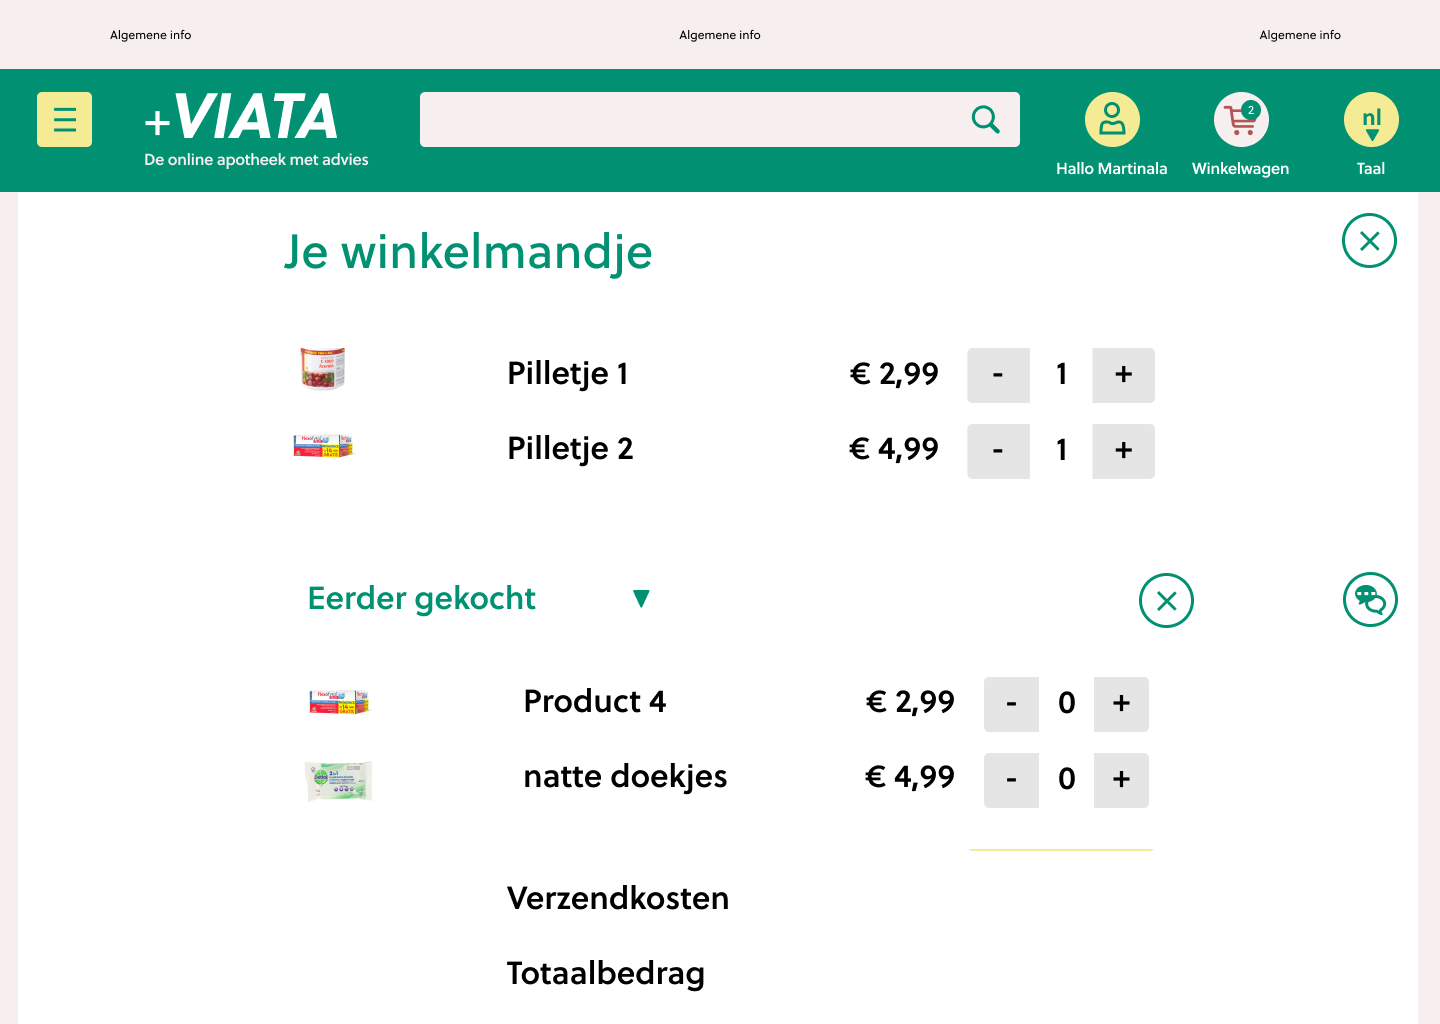 Algemene info Algemene info Algemene info
+VIATA
De online apotheek met advies
2
nl
Hallo Martinala Winkelwagen Taal
Je winkelmandje
Pilletje 1 € 2,99 - 1 +
Pilletje 2 € 4,99 - 1 +
Eerder gekocht
Product 4 € 2,99 - 0 +
natte doekjes € 4,99 - 0 +
Verzendkosten
Totaalbedrag